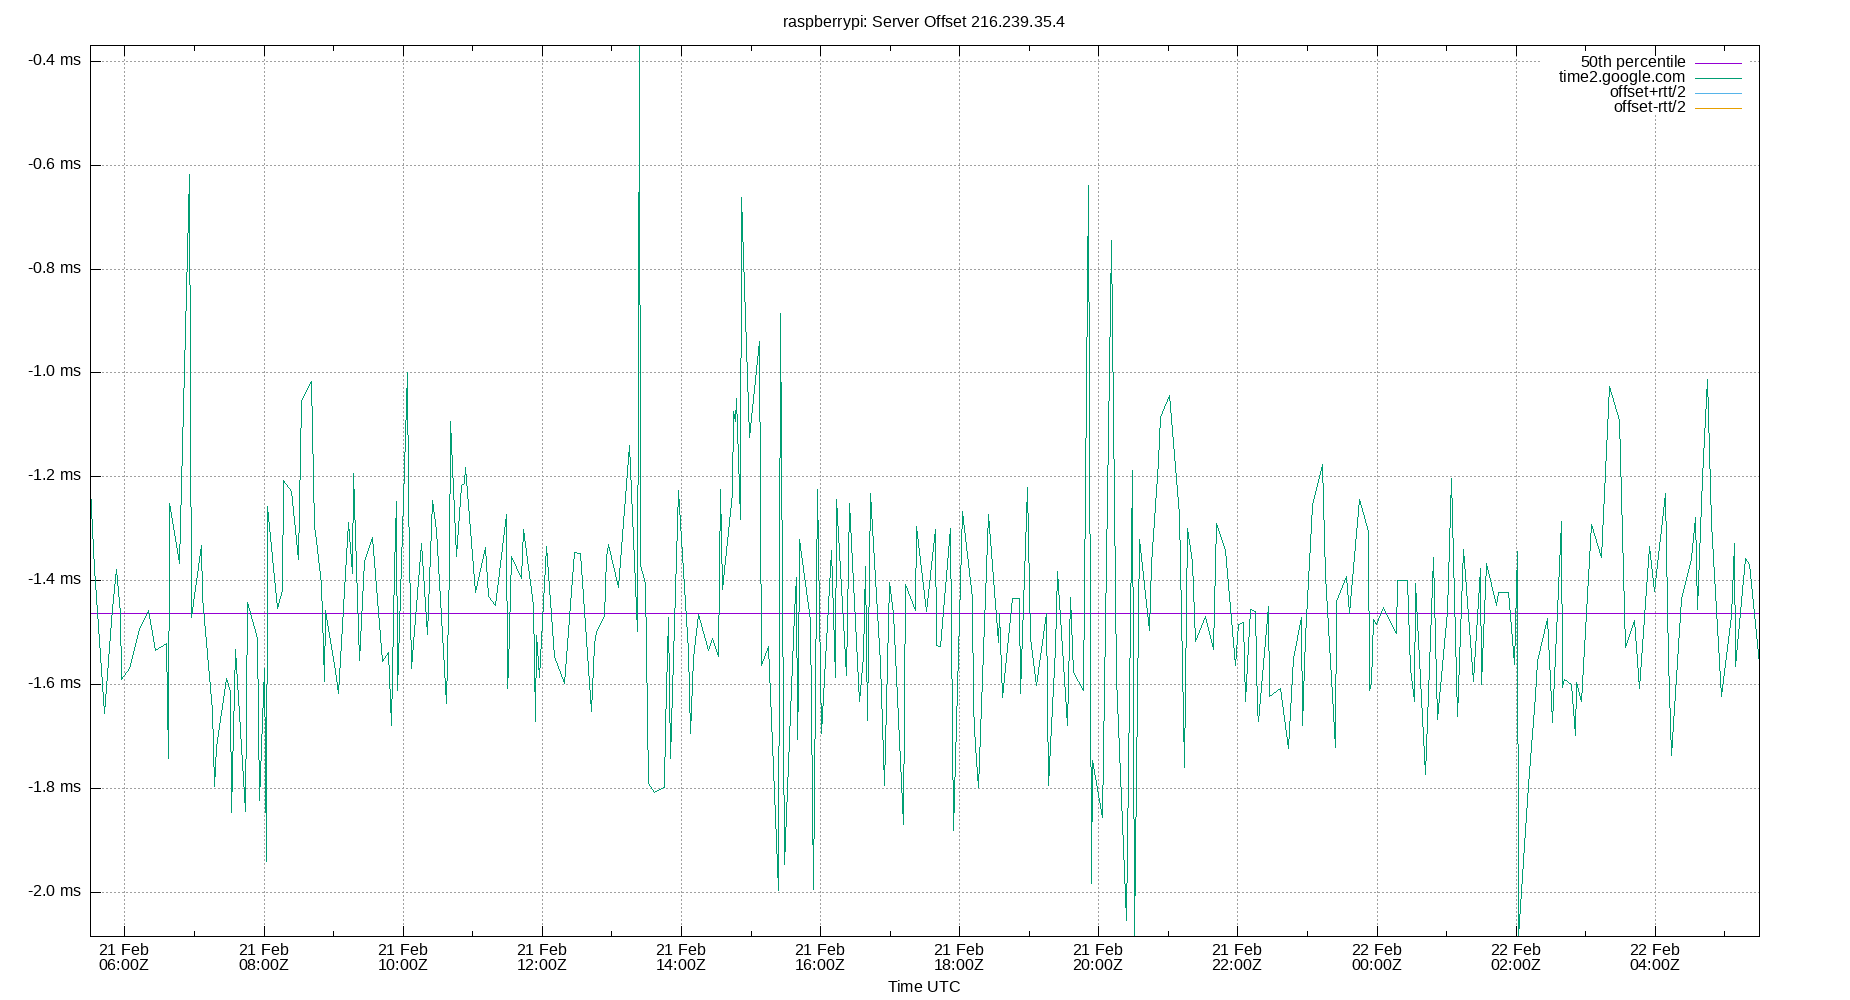 raspberrypi: Server Offset 216.239.35.4
-0.4 ms
-0.6 ms
-0.8 ms
-1.0 ms
-1.2 ms
-1.4 ms
-1.6 ms
-1.8 ms
-2.0 ms
50th percentile
time2.google.com
offset+rtt/2
offset-rtt/2
21 Feb 21 Feb 21 Feb 21 Feb 21 Feb 21 Feb 21 Feb 21 Feb 21 Feb 22 Feb 22 Feb 22 Feb
06:00Z 08:00Z 10:00Z 12:00Z 14:00Z 16:00Z 18:00Z 20:00Z 22:00Z 00:00Z 02:00Z 04:00Z
Time UTC